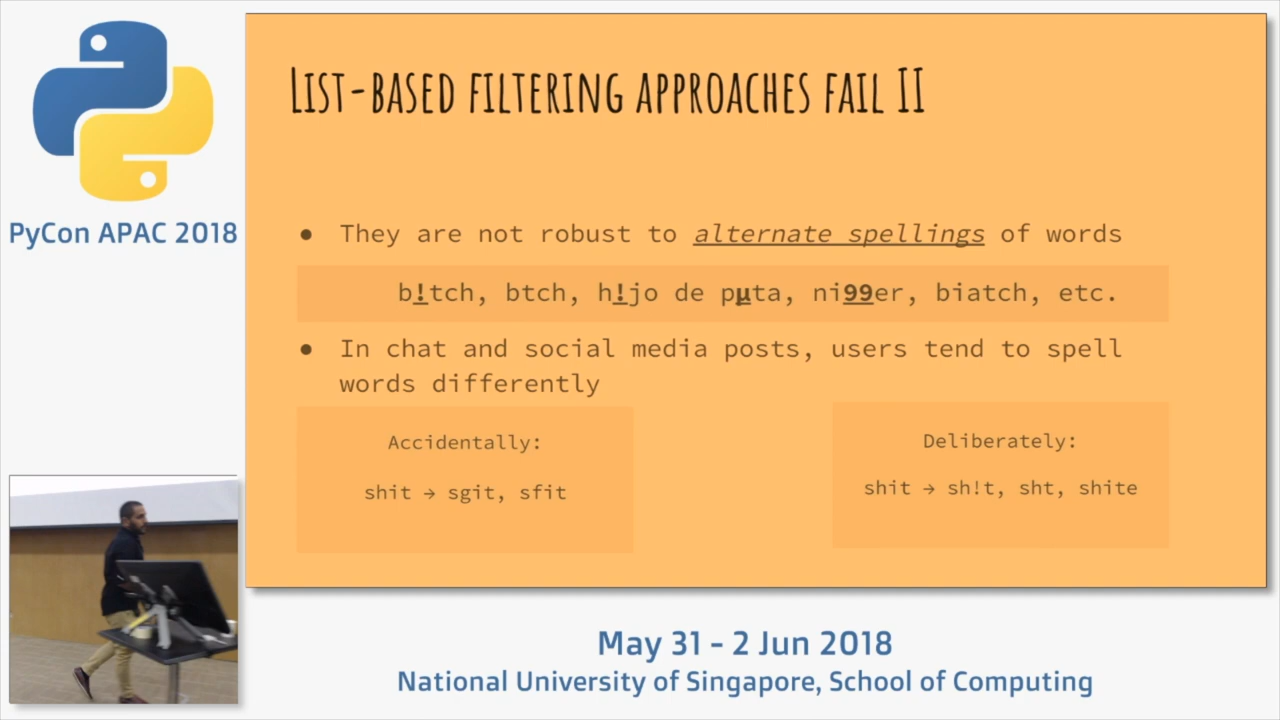 LIST-BASED FILTERING APPROACHES FAIL II
PyCon APAC 2018
● They are not robust to alternate spellings of words
b!tch, btch, h!jo de pµta, ni99er, biatch, etc.
● In chat and social media posts, users tend to spell
words differently
Accidentally:
shit → sgit, sfit
Deliberately:
shit → sh!t, sht, shite
May 31 - 2 Jun 2018
National University of Singapore, School of Computing